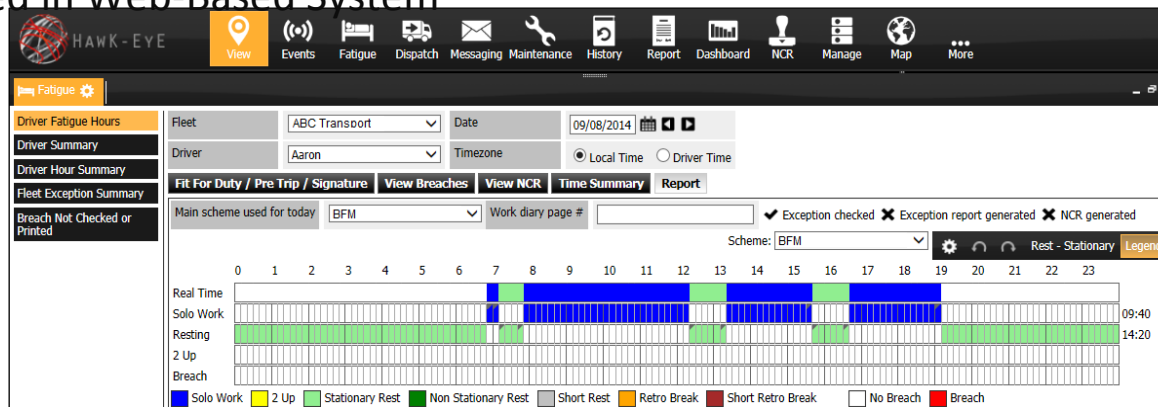 ed in Web-Based System
HAWK-EYE
View Events Fatigue Dispatch Messaging Maintenance History Report Dashboard NCR Manage Map More
Fatigue
Driver Fatigue Hours
Driver Summary
Driver Hour Summary
Fleet Exception Summary
Breach Not Checked or
Printed
Fleet ABC Transport Date 09/08/2014
Driver Aaron Timezone Local Time Driver Time
Fit For Duty / Pre Trip / Signature View Breaches View NCR Time Summary Report
Main scheme used for today BFM Work diary page # Exception checked Exception report generated NCR generated
Scheme: BFM Rest - Stationary Legend
0 1 2 3 4 5 6 7 8 9 10 11 12 13 14 15 16 17 18 19 20 21 22 23
Real Time
Solo Work 09:40
Resting 14:20
2 Up
Breach
Solo Work 2 Up Stationary Rest Non Stationary Rest Short Rest Retro Break Short Retro Break No Breach Breach